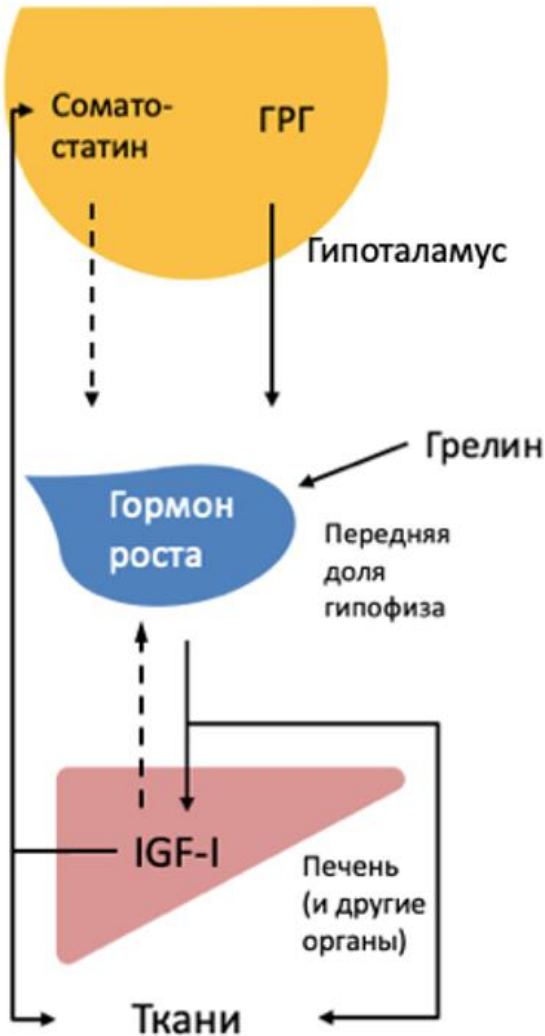 Сомато-
статин
ГРГ
Гипоталамус
Грелин
Гормон
роста
Передняя
доля
гипофиза
IGF-I
Печень
(и другие
органы)
Ткани